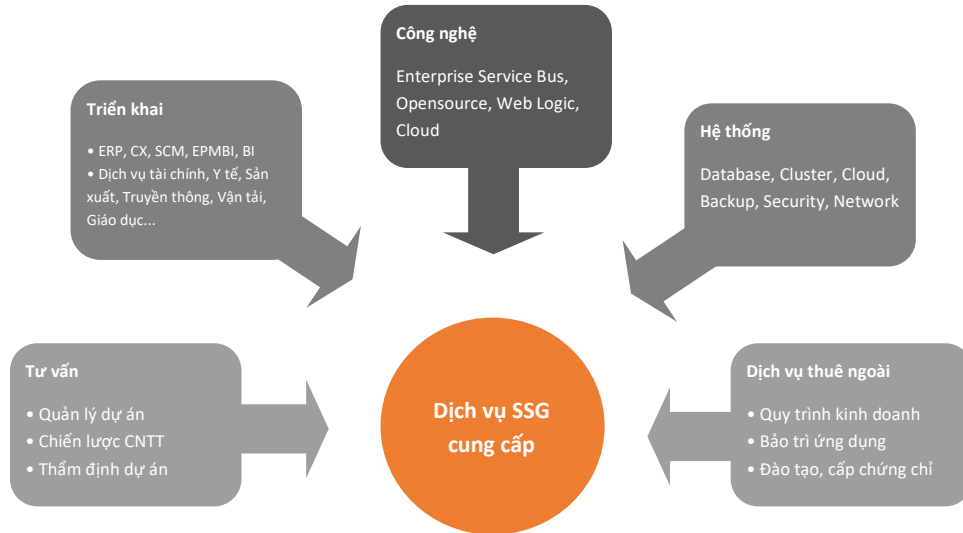 Công nghệ
Enterprise Service Bus,
Opensource, Web Logic,
Cloud
Triển khai
• ERP, CX, SCM, EPMBI, BI
• Dịch vụ tài chính, Y tế, Sản
xuất, Truyền thông, Vận tải,
Giáo dục...
Hệ thống
Database, Cluster, Cloud,
Backup, Security, Network
Tư vấn
• Quản lý dự án
• Chiến lược CNTT
• Thẩm định dự án
Dịch vụ SSG
cung cấp
Dịch vụ thuê ngoài
• Quy trình kinh doanh
• Bảo trì ứng dụng
• Đào tạo, cấp chứng chỉ